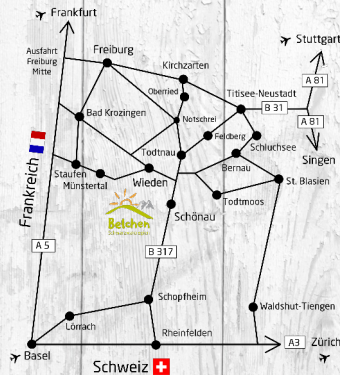 Frankfurt
Stuttgart
Ausfahrt
Freiburg
Mitte
Freiburg
Kirchzarten
A 81
Oberried
Titisee-Neustadt
B 31
Bad Krozingen
Notschrei
A 81
Feldberg
Schluchsee
Singen
Todtnau
Bernau
Frankreich
Staufen
Münstertal
Wieden
St. Blasien
Todtmoos
Belchen
Schönau
A 5
B 317
Schopfheim
Waldshut-Tiengen
Lörrach
Rheinfelden
A3
Zürich
Basel
Schweiz